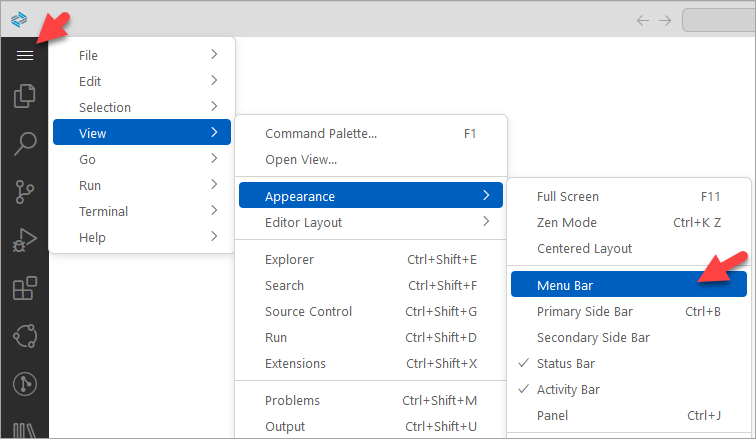 File
Edit
Selection
View
Go
Run
Terminal
Help
Command Palette... F1
Open View...
Appearance
Editor Layout
Explorer Ctrl+Shift+E
Search Ctrl+Shift+F
Source Control Ctrl+Shift+G
Run Ctrl+Shift+D
Extensions Ctrl+Shift+X
Problems Ctrl+Shift+M
Output Ctrl+Shift+U
Full Screen F11
Zen Mode Ctrl+K Z
Centered Layout
Menu Bar
Primary Side Bar Ctrl+B
Secondary Side Bar
Status Bar
Activity Bar
Panel Ctrl+J